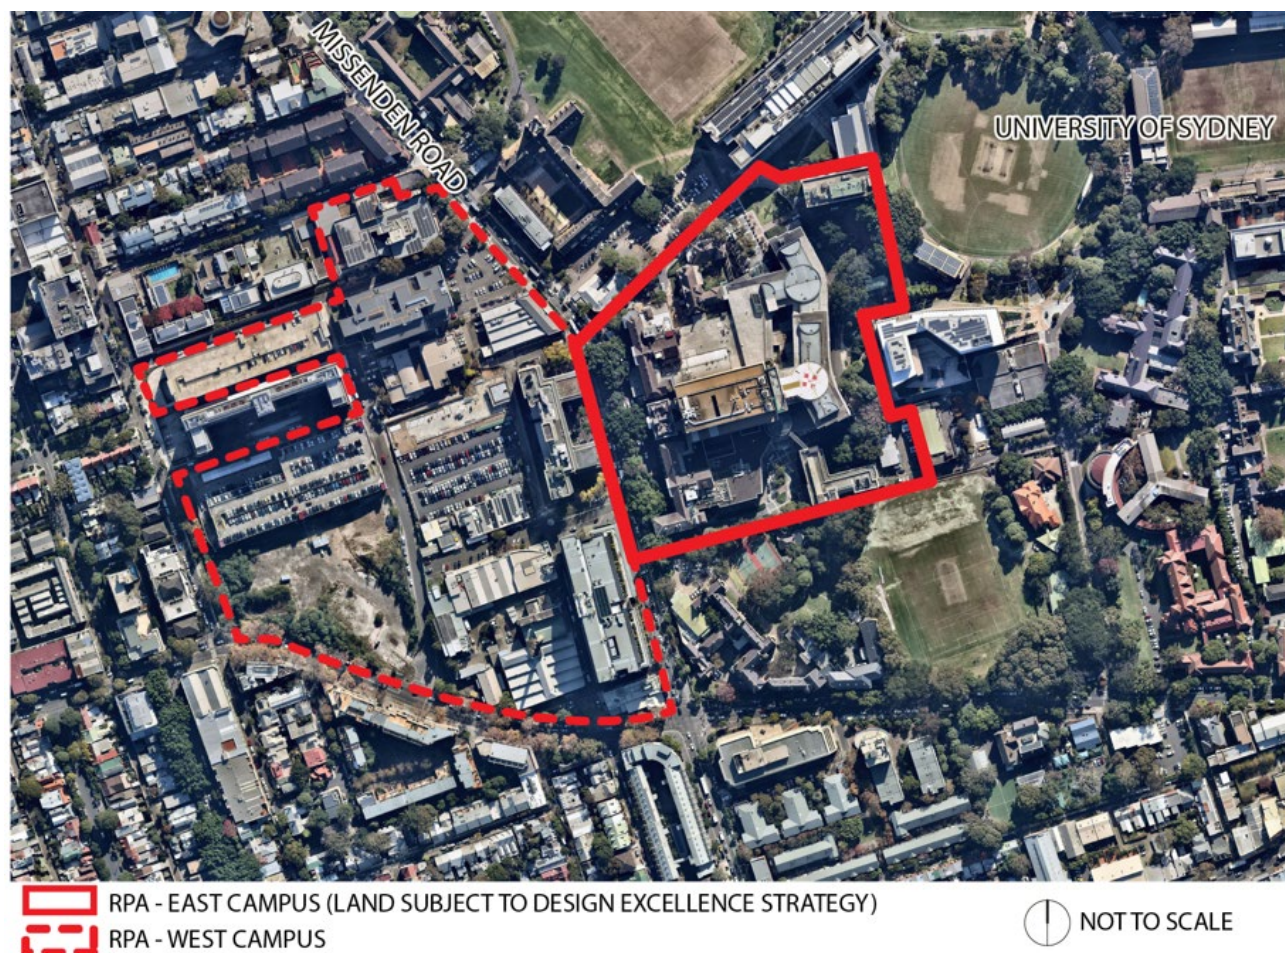 MISSENDEN ROAD
UNIVERSITY OF SYDNEY
RPA - EAST CAMPUS (LAND SUBJECT TO DESIGN EXCELLENCE STRATEGY)
RPA - WEST CAMPUS
NOT TO SCALE